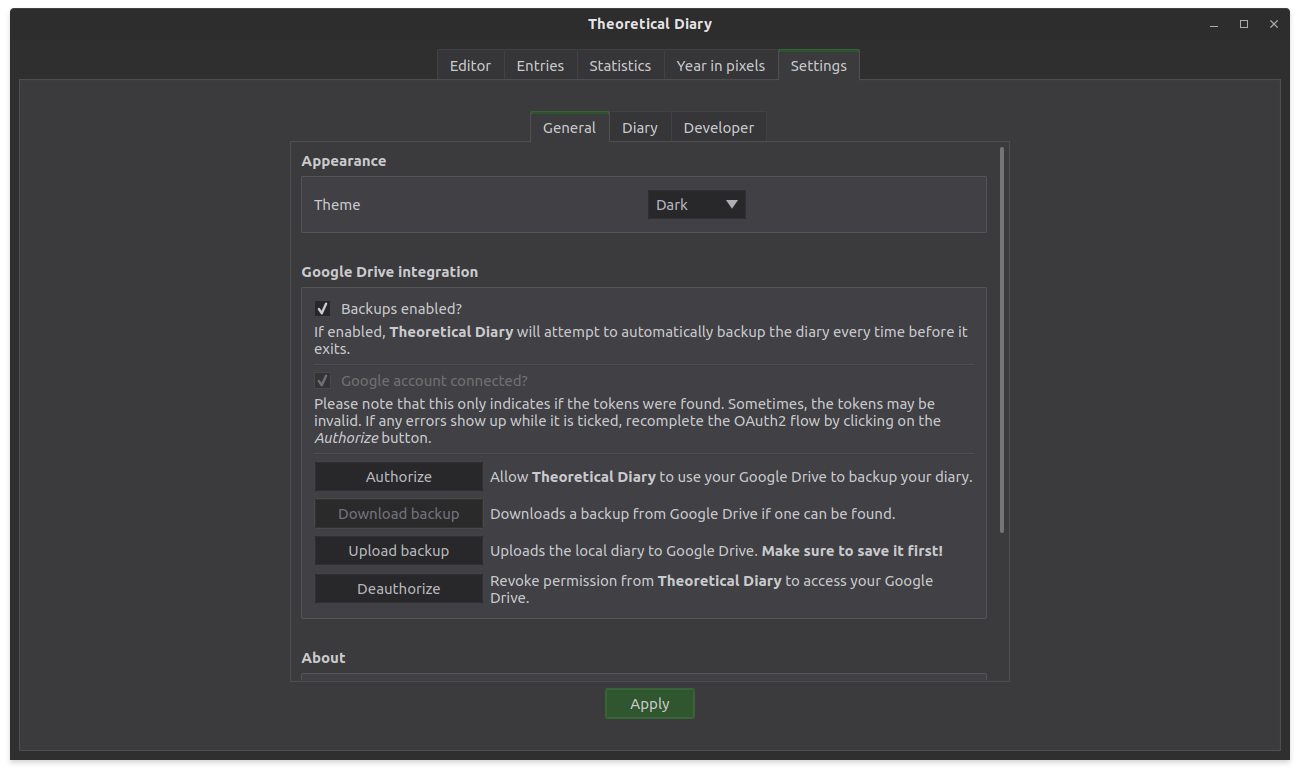 Theoretical Diary
Editor
Entries
Statistics
Year in pixels
Settings
General
Diary
Developer
Appearance
Theme
Dark
Google Drive integration
Backups enabled?
If enabled, Theoretical Diary will attempt to automatically backup the diary every time before it
exits.
Google account connected?
Please note that this only indicates if the tokens were found. Sometimes, the tokens may be
invalid. If any errors show up while it is ticked, recomplete the OAuth2 flow by clicking on the
Authorize button.
Authorize
Allow Theoretical Diary to use your Google Drive to backup your diary.
Download backup
Downloads a backup from Google Drive if one can be found.
Upload backup
Uploads the local diary to Google Drive. Make sure to save it first!
Deauthorize
Revoke permission from Theoretical Diary to access your Google
Drive.
About
Apply